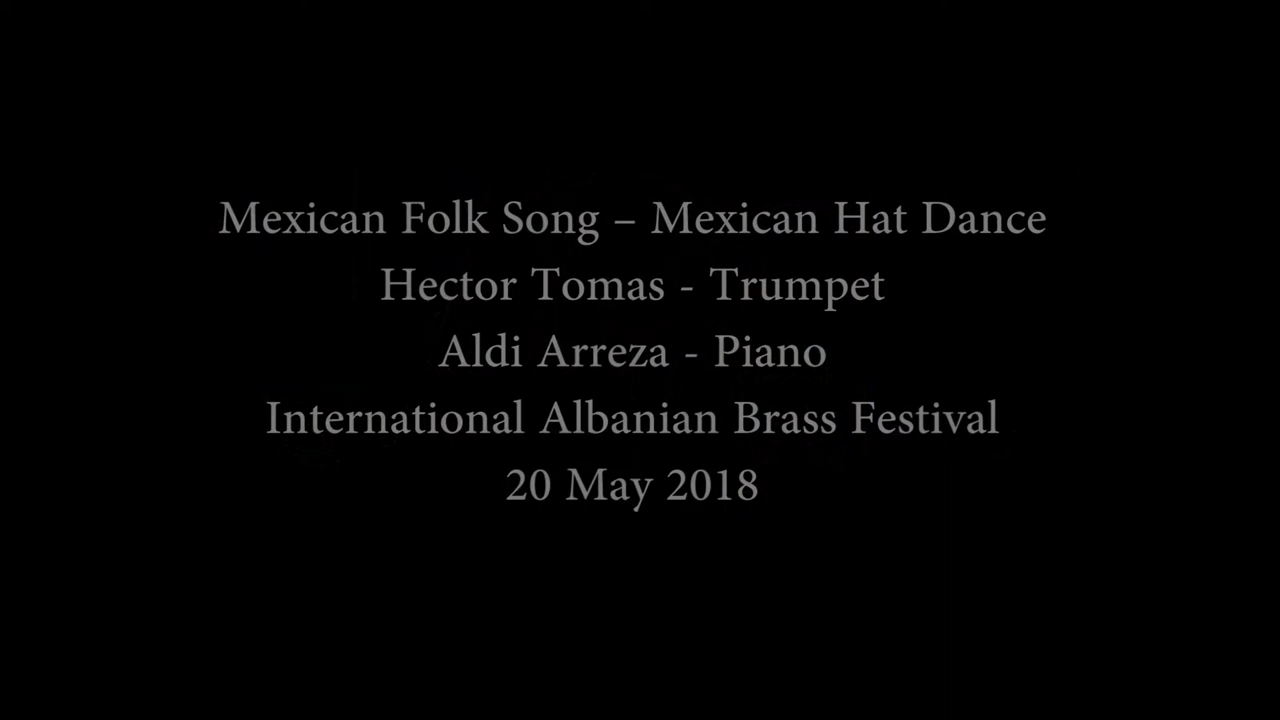 Mexican Folk Song – Mexican Hat Dance
Hector Tomas - Trumpet
Aldi Arreza - Piano
International Albanian Brass Festival
20 May 2018